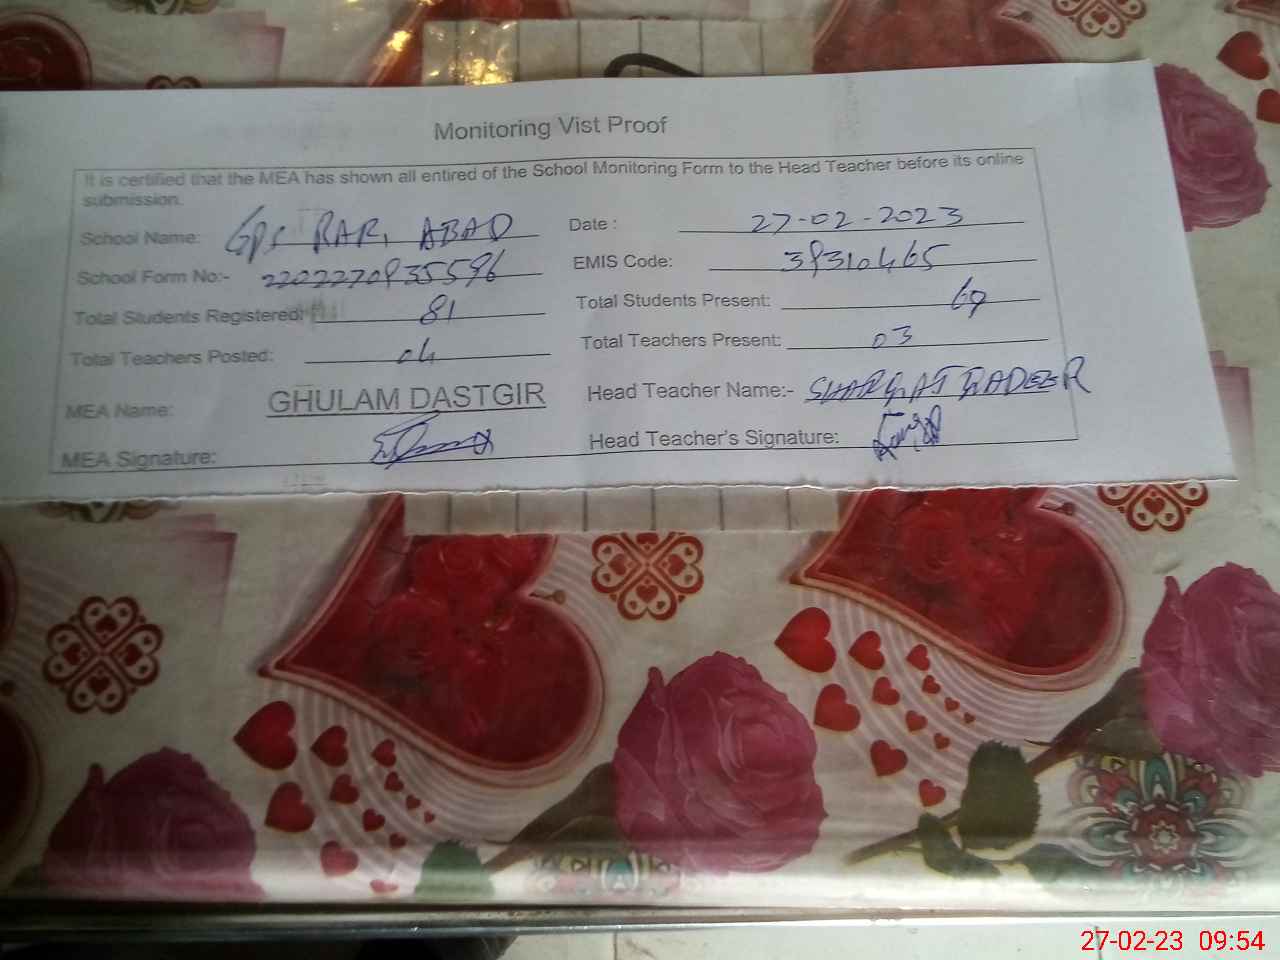 Monitoring Vist Proof
It is certified that the MEA has shown all entired of the School Monitoring Form to the Head Teacher before its online
submission.
School Name: GPS RAR, ABAD Date : 27-02-2023
School Form No:- EMIS Code: 38310465
Total Students Registered: 81 Total Students Present:
Total Teachers Posted: 04 Total Teachers Present: 03
MEA Name: GHULAM DASTGIR Head Teacher Name:-
MEA Signature: Head Teacher's Signature:
27-02-23 09:54